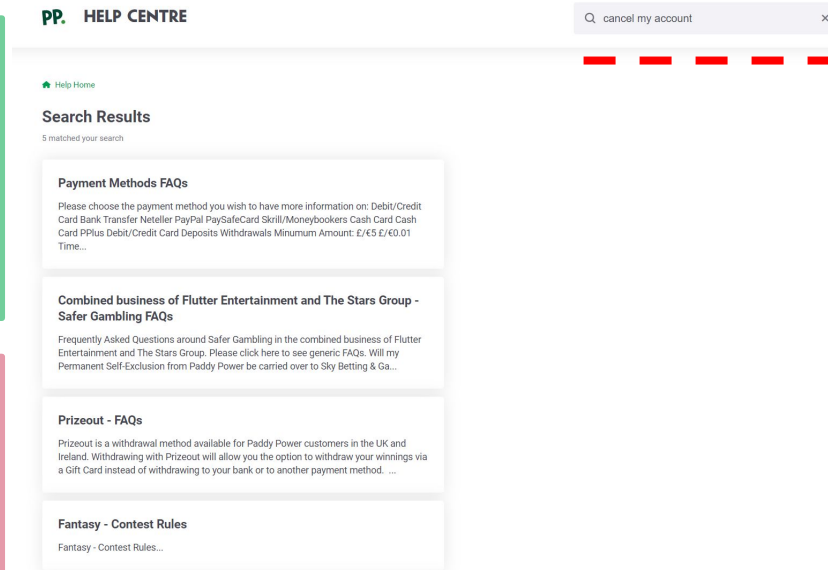 PP. HELP CENTRE
cancel my account
Help Home
Search Results
5 matched your search
Payment Methods FAQs
Please choose the payment method you wish to have more information on: Debit/Credit
Card Bank Transfer Neteller PayPal PaySafeCard Skrill/Moneybookers Cash Card Cash
Card PPlus Debit/Credit Card Deposits Withdrawals Minumum Amount: £/€5 £/€0.01
Time...
Combined business of Flutter Entertainment and The Stars Group -
Safer Gambling FAQs
Frequently Asked Questions around Safer Gambling in the combined business of Flutter
Entertainment and The Stars Group. Please click here to see generic FAQs. Will my
Permanent Self-Exclusion from Paddy Power be carried over to Sky Betting & Ga...
Prizeout - FAQs
Prizeout is a withdrawal method available for Paddy Power customers in the UK and
Ireland. Withdrawing with Prizeout will allow you the option to withdraw your winnings via
a Gift Card instead of withdrawing to your bank or to another payment method. ...
Fantasy - Contest Rules
Fantasy - Contest Rules...